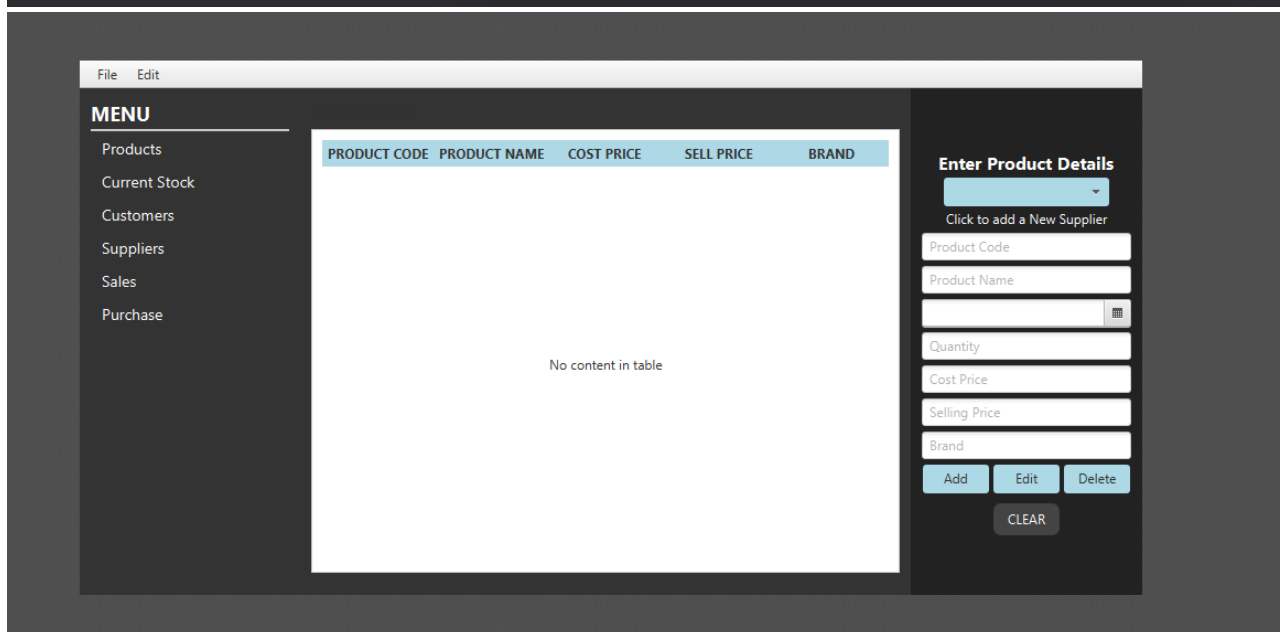 File Edit
MENU
Products
Current Stock
Customers
Suppliers
Sales
Purchase
PRODUCT CODE PRODUCT NAME COST PRICE SELL PRICE BRAND
No content in table
Enter Product Details
Click to add a New Supplier
Product Code
Product Name
Quantity
Cost Price
Selling Price
Brand
Add Edit Delete
CLEAR